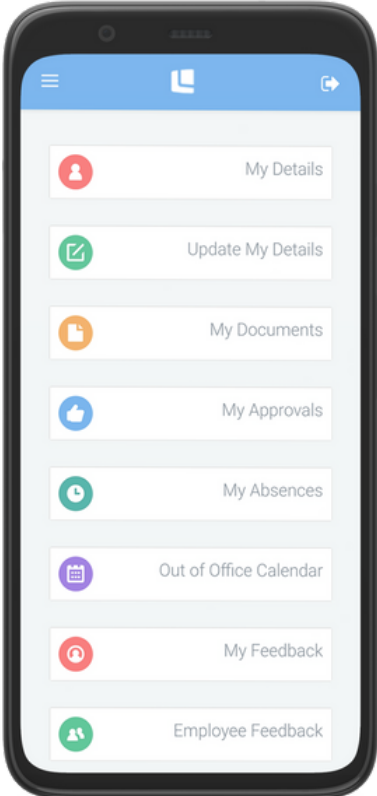 My Details
Update My Details
My Documents
My Approvals
My Absences
Out of Office Calendar
My Feedback
Employee Feedback